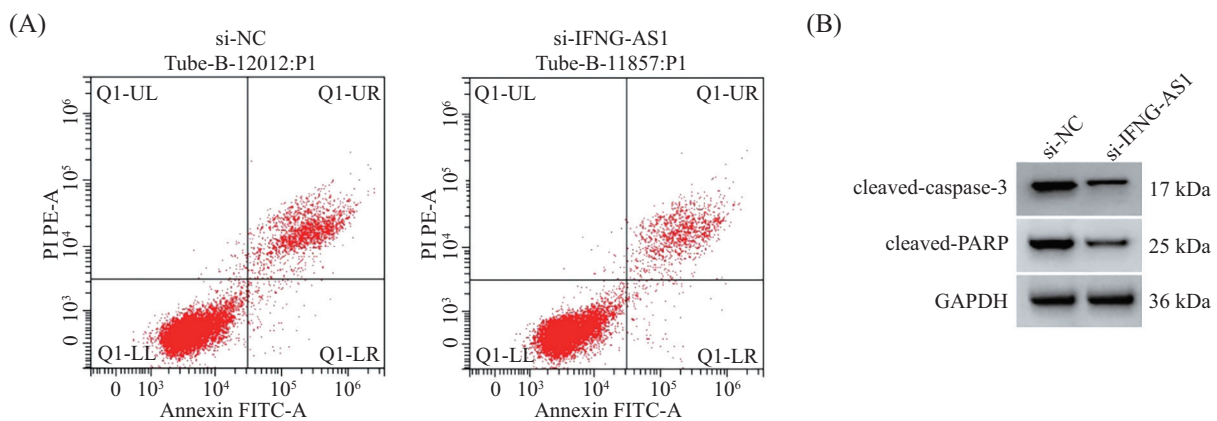 (A)
si-NC
Tube-B-12012:P1
Q1-UL
Q1-UR
10⁶
10⁵
10⁴
10³
0
PI PE-A
Q1-LL
Q1-LR
0
10³
10⁴
10⁵
10⁶
Annexin FITC-A
si-IFNG-AS1
Tube-B-11857:P1
Q1-UL
Q1-UR
10⁶
10⁵
10⁴
10³
0
PI PE-A
Q1-LL
Q1-LR
0
10³
10⁴
10⁵
10⁶
Annexin FITC-A
(B)
si-NC
si-IFNG-AS1
cleaved-caspase-3 17 kDa
cleaved-PARP 25 kDa
GAPDH 36 kDa